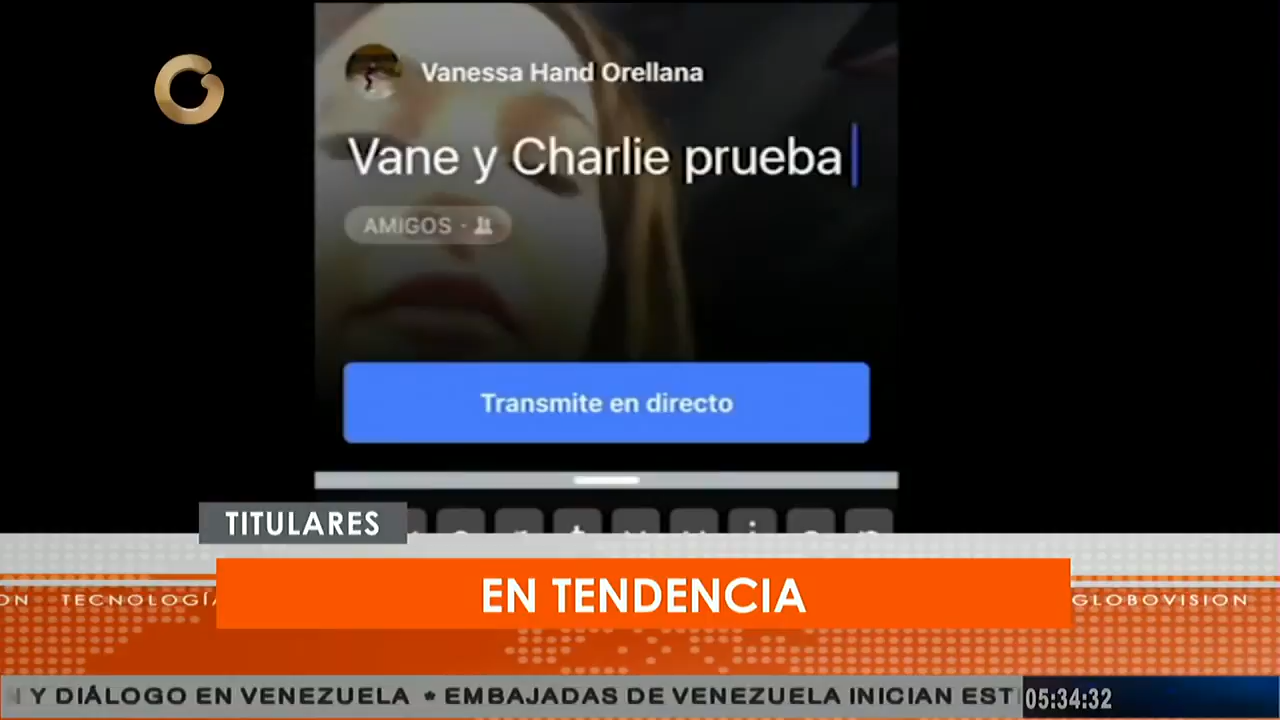 Vanessa Hand Orellana
Vane y Charlie prueba
AMIGOS
Transmite en directo
TITULARES
EN TENDENCIA
ON TECNOLOGÍA
GLOBOVISION
Y DIÁLOGO EN VENEZUELA * EMBAJADAS DE VENEZUELA INICIAN EST
05:34:32